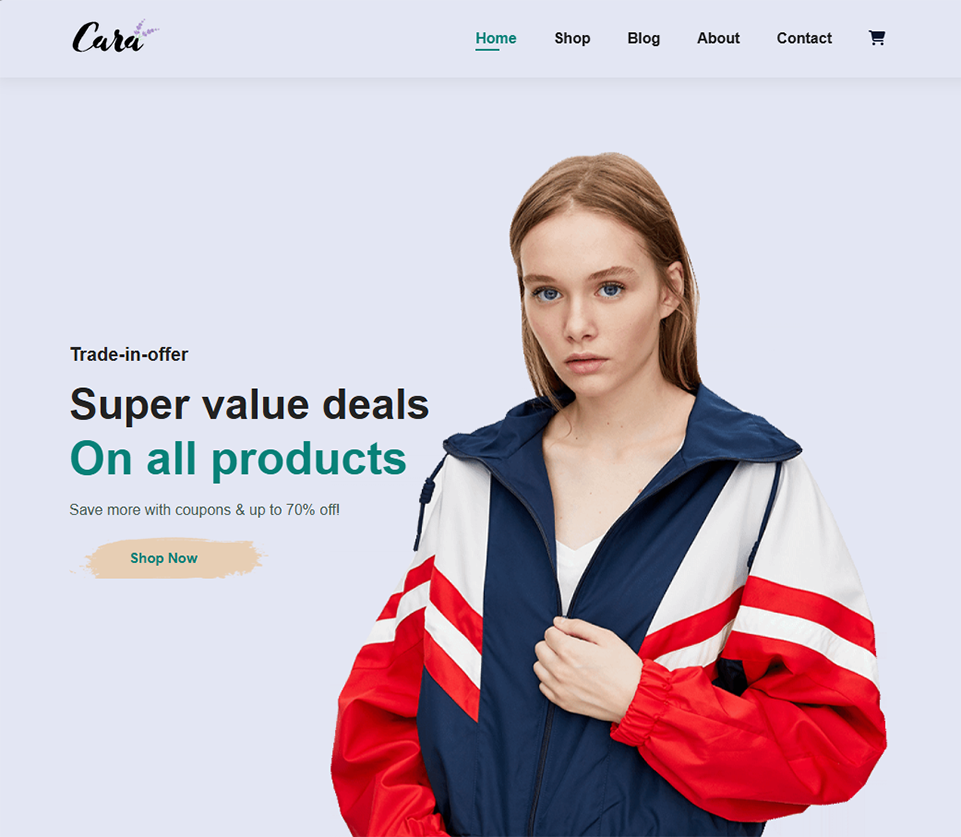 Cara
Home Shop Blog About Contact
Trade-in-offer
Super value deals
On all products
Save more with coupons & up to 70% off!
Shop Now